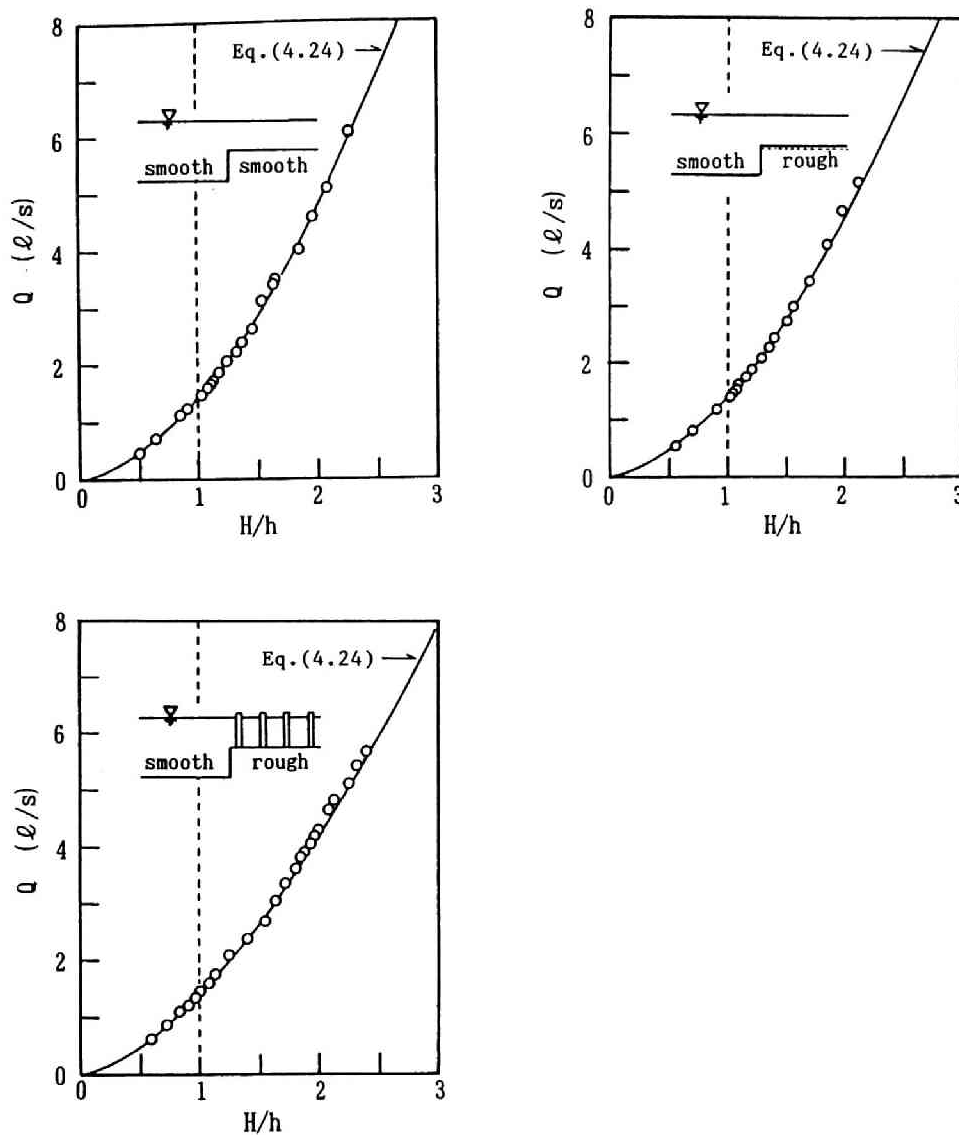 8
Eq.(4.24)
6
smooth smooth
Q (ℓ/s)
4
2
0
0 1 2 3
H/h
8
Eq.(4.24)
6
smooth rough
Q (ℓ/s)
4
2
0
0 1 2 3
H/h
8
Eq.(4.24)
6
smooth rough
Q (ℓ/s)
4
2
0
0 1 2 3
H/h